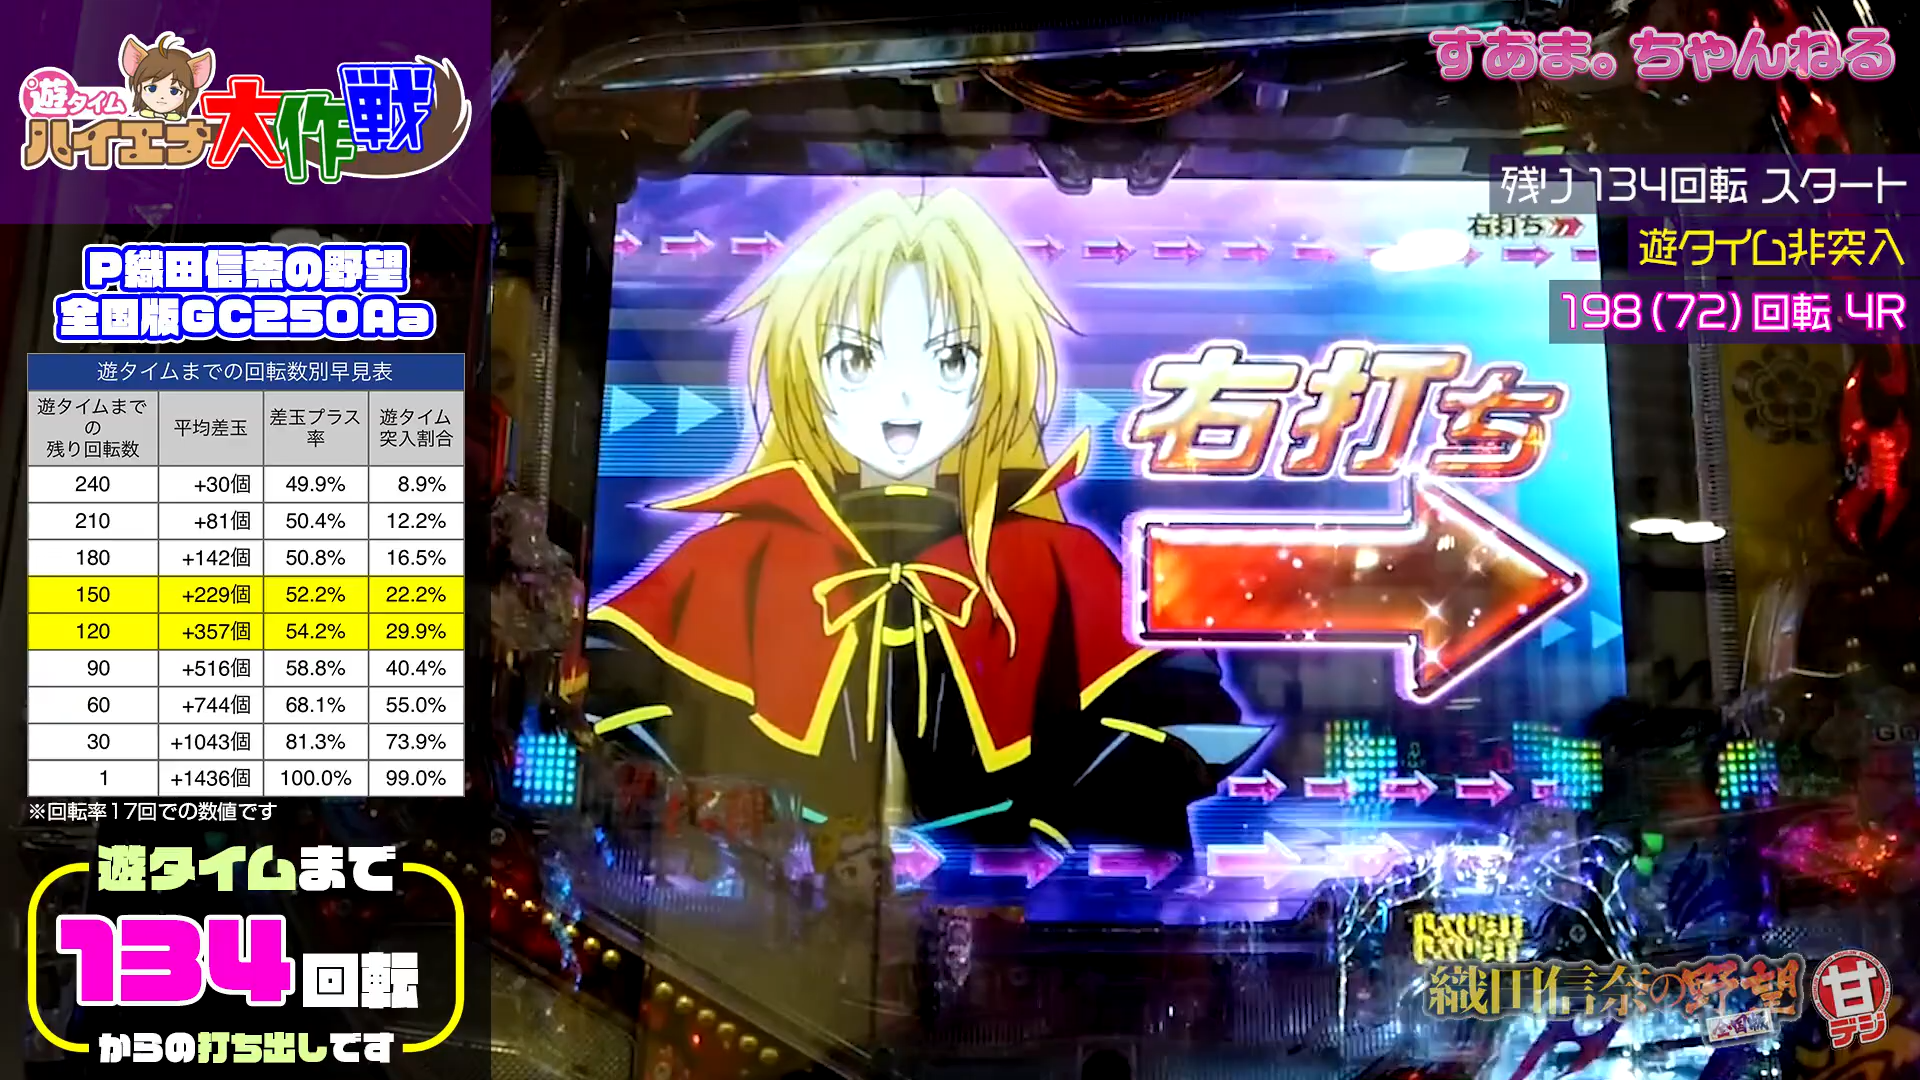 遊タイム
ハイエナ大作戦
P織田信奈の野望
全国版GC250Aa
遊タイムまでの回転数別早見表
遊タイムまでの残り回転数 平均差玉 差玉プラス率 遊タイム突入割合
240 +30個 49.9% 8.9%
210 +81個 50.4% 12.2%
180 +142個 50.8% 16.5%
150 +229個 52.2% 22.2%
120 +357個 54.2% 29.9%
90 +516個 58.8% 40.4%
60 +744個 68.1% 55.0%
30 +1043個 81.3% 73.9%
1 +1436個 100.0% 99.0%
※回転率17回での数値です
遊タイムまで
134回転
からの打ち出しです
すあま。ちゃんねる
残り134回転 スタート
遊タイム非突入
198(72)回転 4R
右打ち
右打ち
織田信奈の野望
全国版
甘デジ